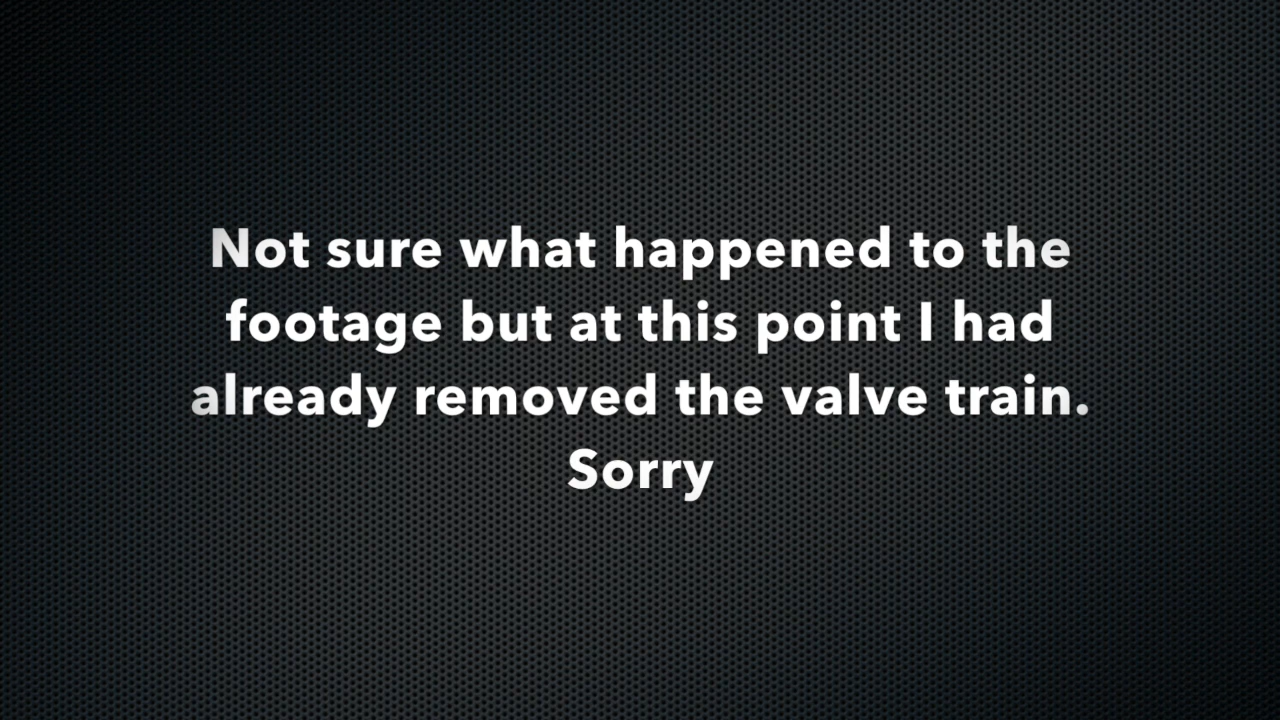 Not sure what happened to the
footage but at this point I had
already removed the valve train.
Sorry